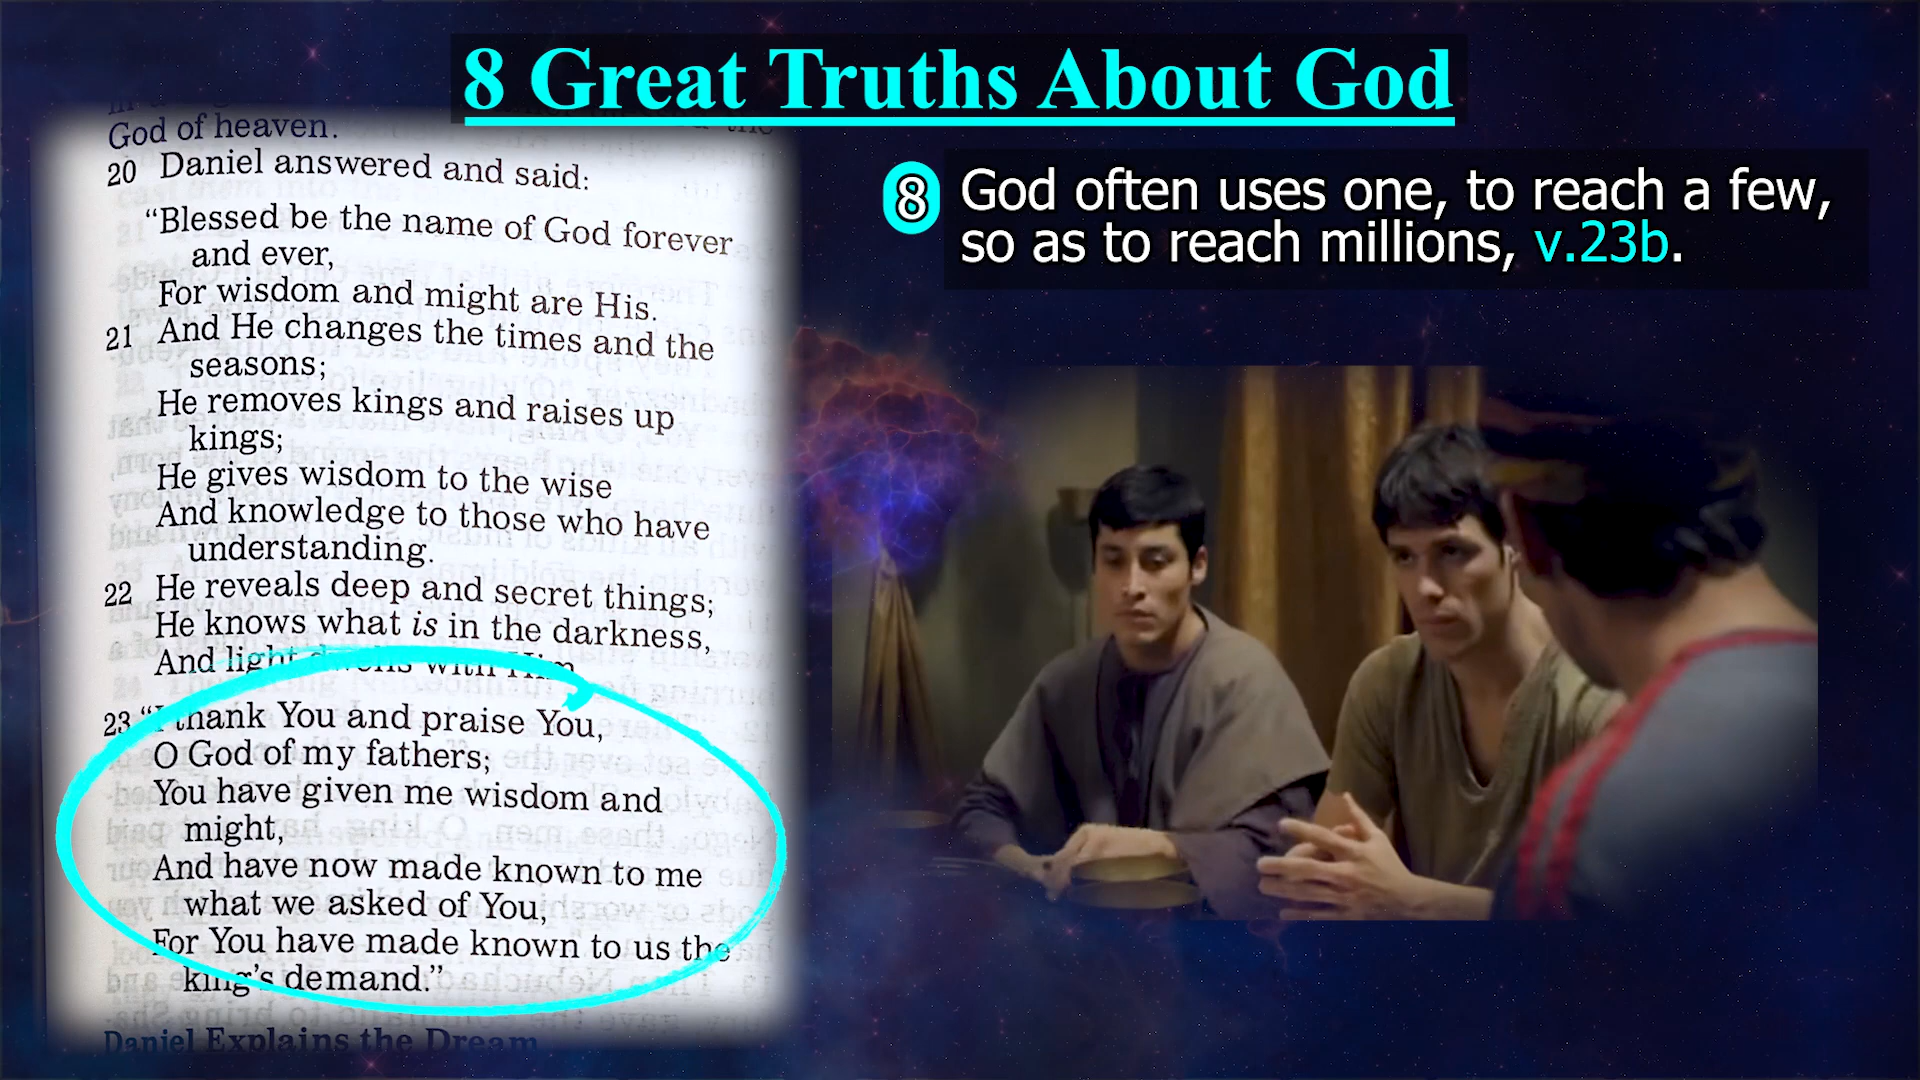 8 Great Truths About God
God of heaven.
20 Daniel answered and said:
“Blessed be the name of God forever
and ever,
For wisdom and might are His.
21 And He changes the times and the
seasons;
He removes kings and raises up
kings;
He gives wisdom to the wise
And knowledge to those who have
understanding.
22 He reveals deep and secret things;
He knows what is in the darkness,
And light dwells with Him.
23 “I thank You and praise You,
O God of my fathers;
You have given me wisdom and
might,
And have now made known to me
what we asked of You,
For You have made known to us the
king’s demand.”
Daniel Explains the Dream
8 God often uses one, to reach a few,
so as to reach millions, v.23b.